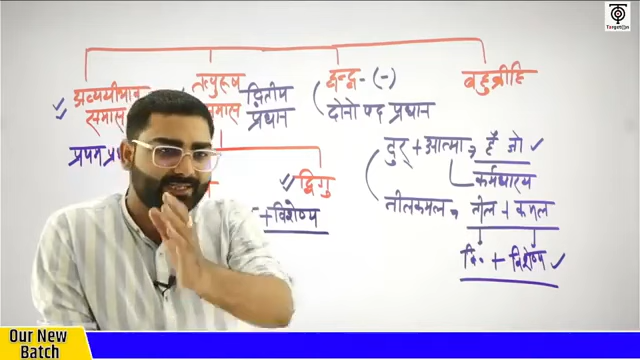 अव्ययीभाव
समास
प्रथम
तत्पुरुष
समास
द्वितीय
प्रधान
द्वन्द्व - (-)
दोनो पद प्रधान
बहुव्रीहि
द्विगु
+ विशेष्य
दुर् + आत्मा ⇒ है जो
कर्मधारय
नीलकमल ⇒ नील + कमल
वि. + विशेष्य
TargetOn
Our New
Batch